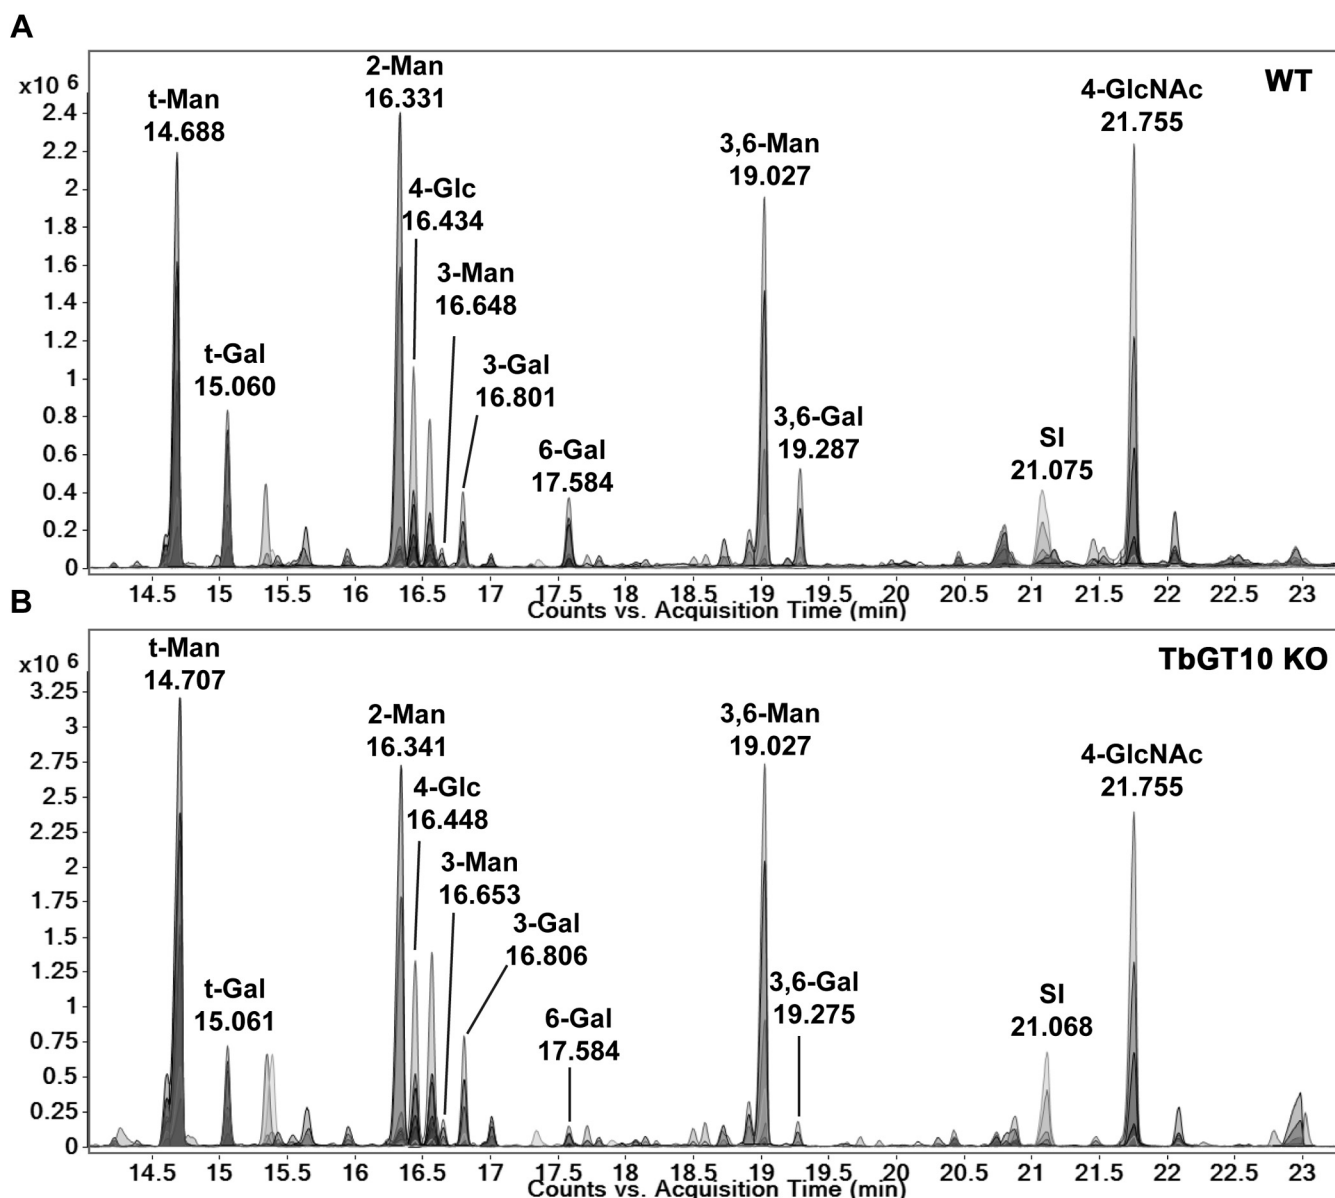 A
x10 6
WT
2-Man
16.331
t-Man
14.688
4-GlcNAc
21.755
3,6-Man
19.027
4-Glc
16.434
3-Man
16.648
t-Gal
15.060
3-Gal
16.801
3,6-Gal
19.287
6-Gal
17.584
SI
21.075
2.4
2.2
2
1.8
1.6
1.4
1.2
1
0.8
0.6
0.4
0.2
0
14.5 15 15.5 16 16.5 17 17.5 18 18.5 19 19.5 20 20.5 21 21.5 22 22.5 23
Counts vs. Acquisition Time (min)
B
x10 6
TbGT10 KO
t-Man
14.707
2-Man
16.341
3,6-Man
19.027
4-GlcNAc
21.755
4-Glc
16.448
3-Man
16.653
3-Gal
16.806
t-Gal
15.061
6-Gal
17.584
3,6-Gal
19.275
SI
21.068
3.25
3
2.75
2.5
2.25
2
1.75
1.5
1.25
1
0.75
0.5
0.25
0
14.5 15 15.5 16 16.5 17 17.5 18 18.5 19 19.5 20 20.5 21 21.5 22 22.5 23
Counts vs. Acquisition Time (min)